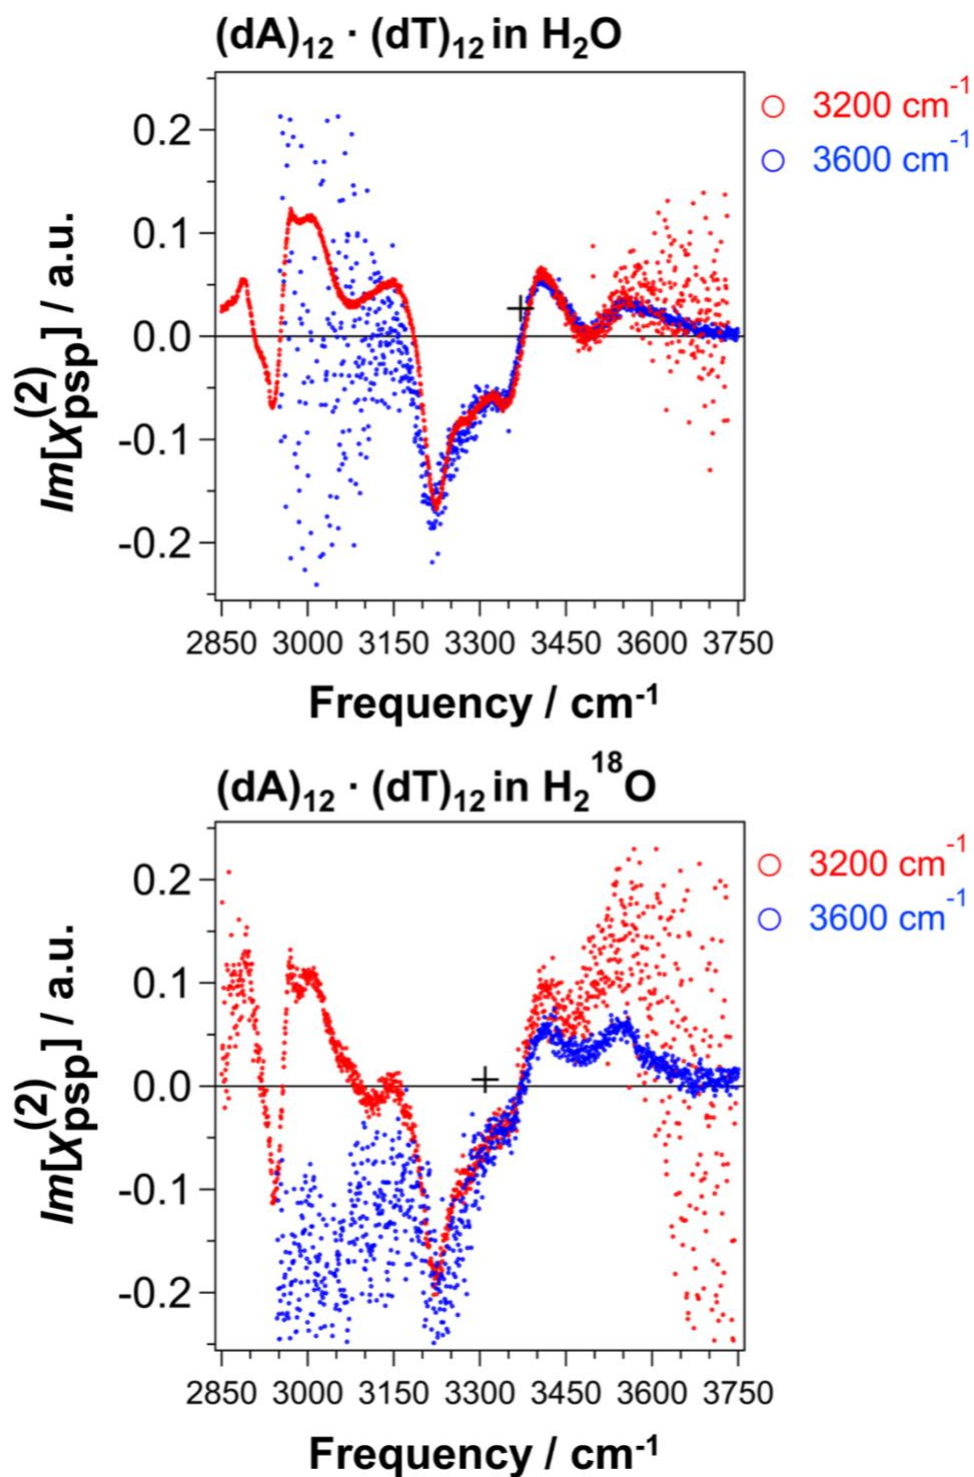 (dA)₁₂ · (dT)₁₂ in H₂O
3200 cm⁻¹
3600 cm⁻¹
0.2
0.1
0.0
-0.1
-0.2
Im[χ⁽²⁾psp] / a.u.
2850 3000 3150 3300 3450 3600 3750
Frequency / cm⁻¹
(dA)₁₂ · (dT)₁₂ in H₂¹⁸O
3200 cm⁻¹
3600 cm⁻¹
0.2
0.1
0.0
-0.1
-0.2
Im[χ⁽²⁾psp] / a.u.
2850 3000 3150 3300 3450 3600 3750
Frequency / cm⁻¹